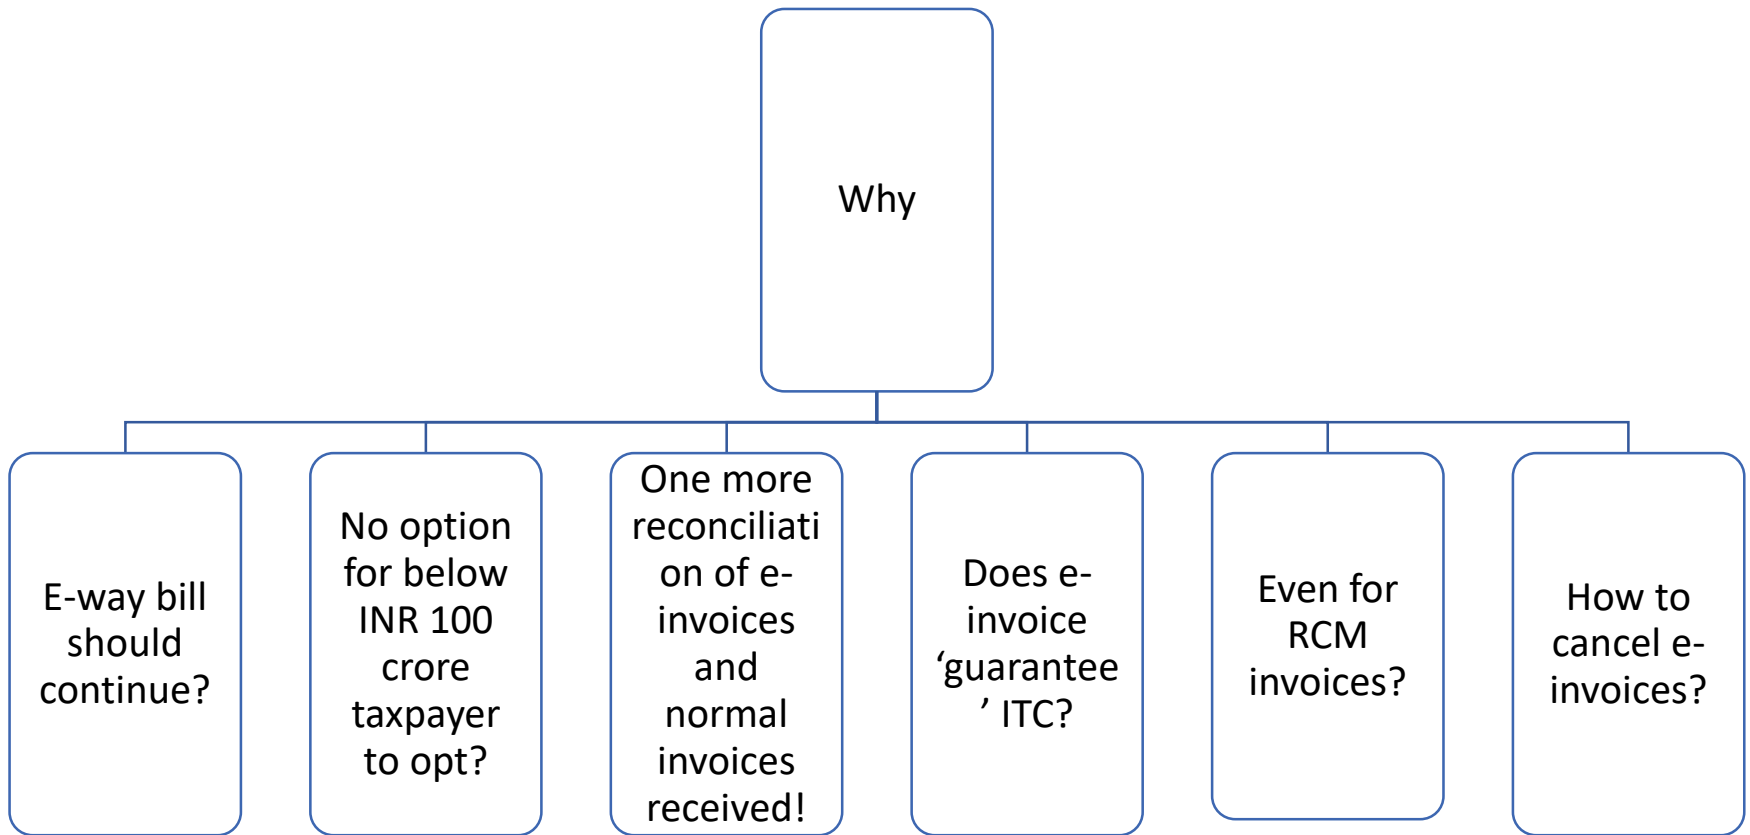 Why
E-way bill
should
continue?
No option
for below
INR 100
crore
taxpayer
to opt?
One more
reconciliati
on of e-
invoices
and
normal
invoices
received!
Does e-
invoice
‘guarantee
’ ITC?
Even for
RCM
invoices?
How to
cancel e-
invoices?